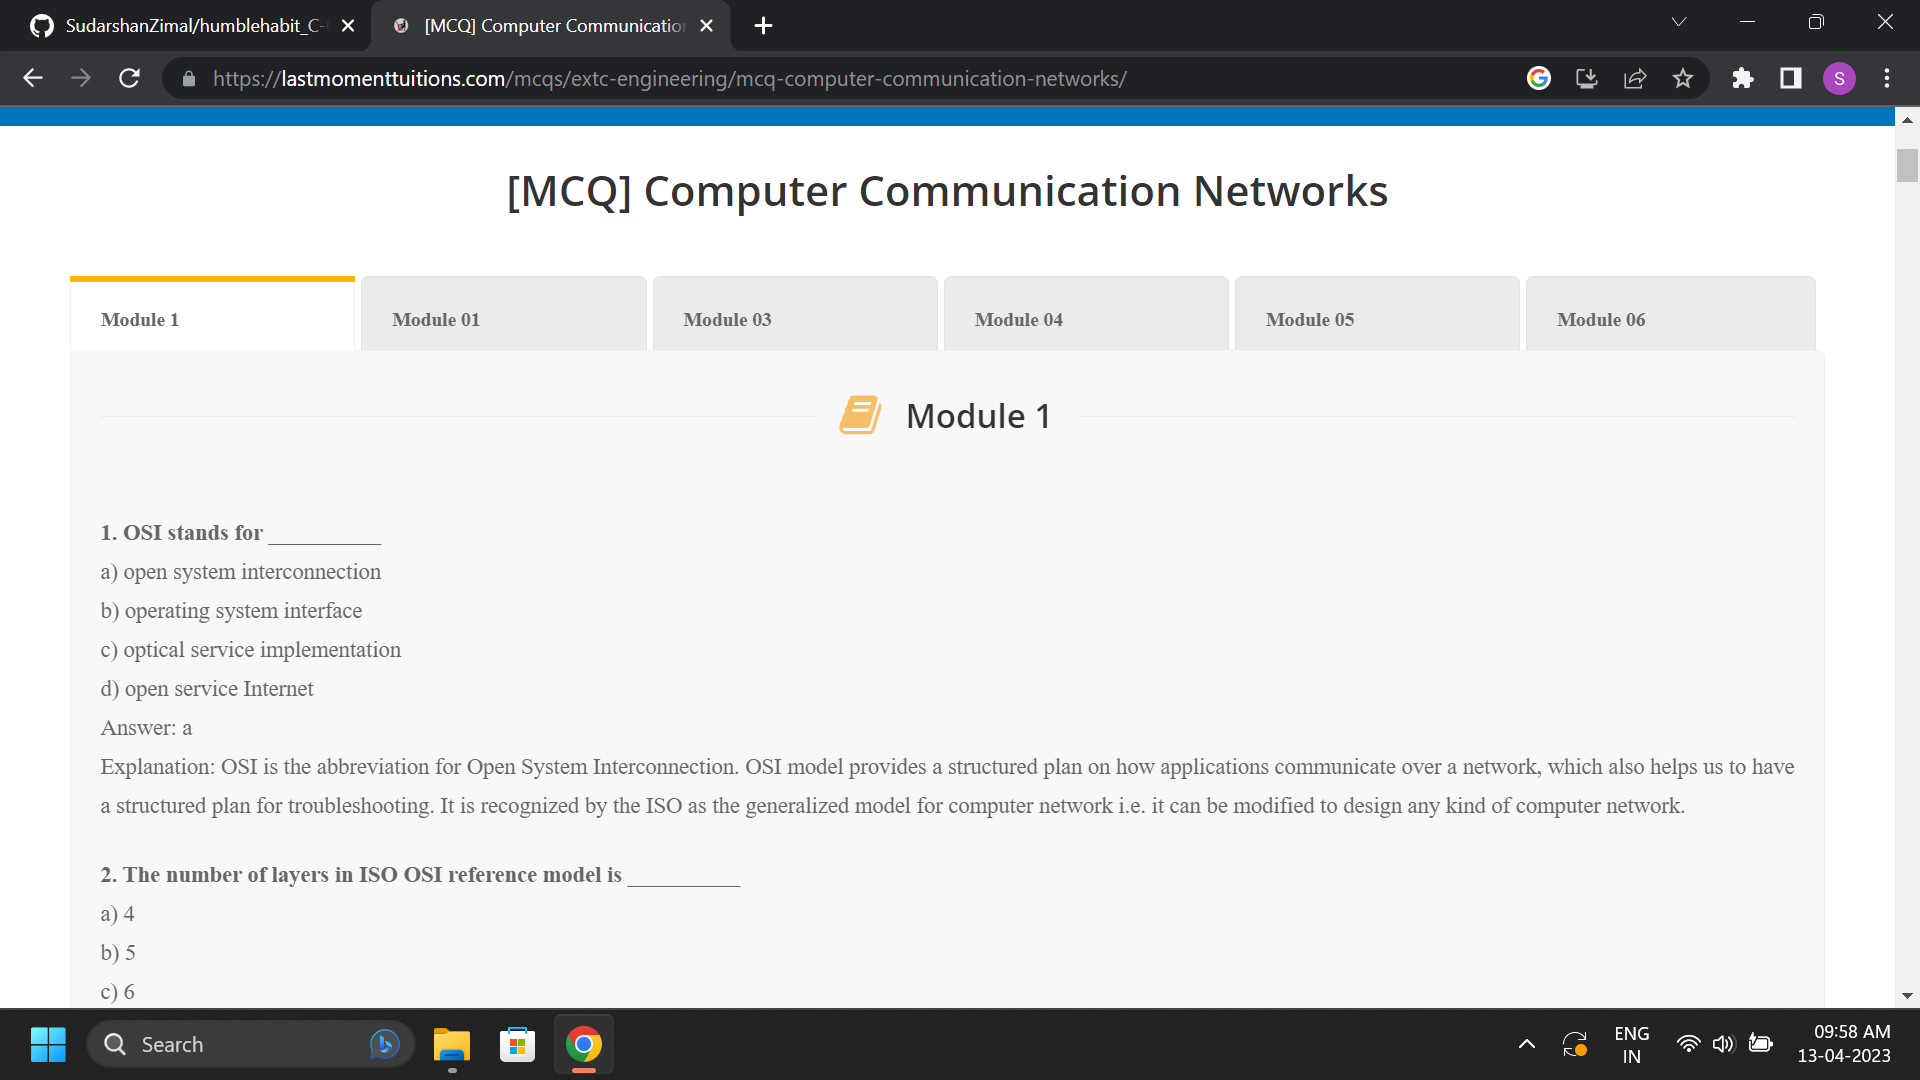 SudarshanZimal/humblehabit_C-
[MCQ] Computer Communication
https://lastmomenttuitions.com/mcqs/extc-engineering/mcq-computer-communication-networks/
S
[MCQ] Computer Communication Networks
Module 1
Module 01
Module 03
Module 04
Module 05
Module 06
Module 1
1. OSI stands for __________
a) open system interconnection
b) operating system interface
c) optical service implementation
d) open service Internet
Answer: a
Explanation: OSI is the abbreviation for Open System Interconnection. OSI model provides a structured plan on how applications communicate over a network, which also helps us to have
a structured plan for troubleshooting. It is recognized by the ISO as the generalized model for computer network i.e. it can be modified to design any kind of computer network.
2. The number of layers in ISO OSI reference model is __________
a) 4
b) 5
c) 6
Search
ENG
IN
09:58 AM
13-04-2023